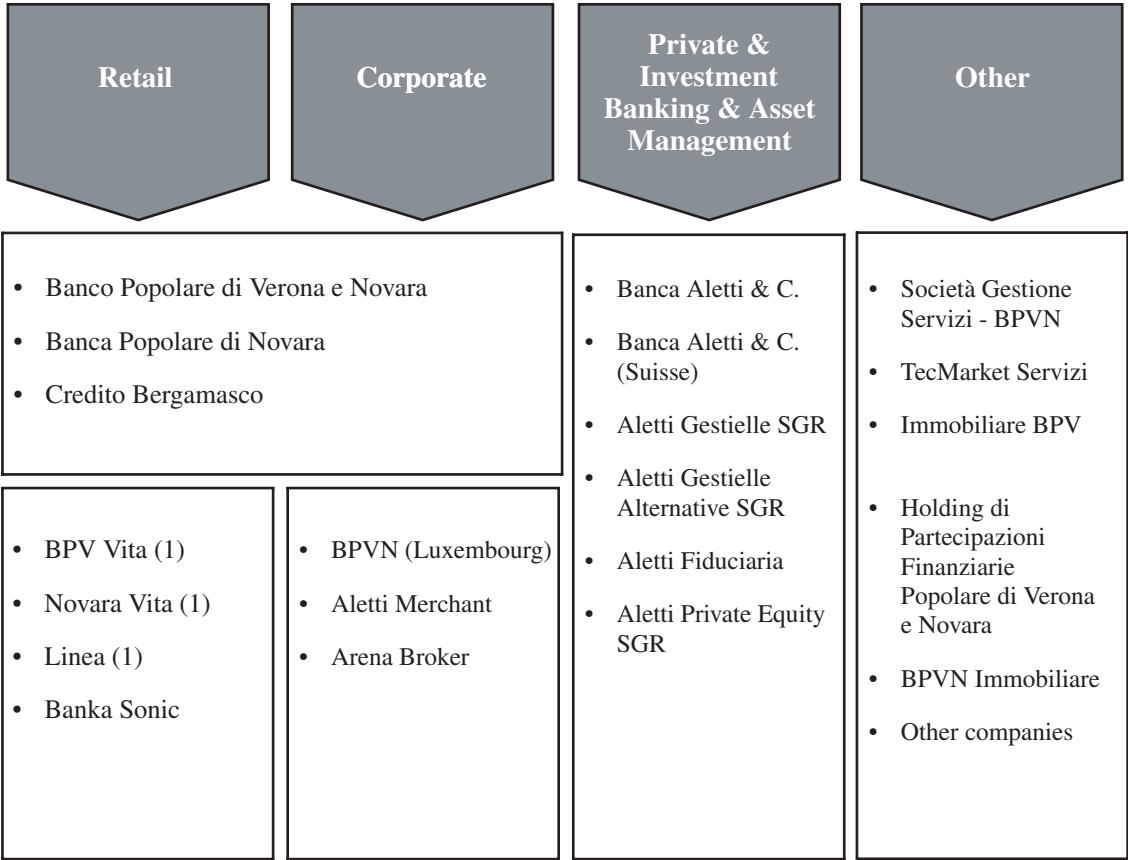 Retail
Corporate
Private &
Investment
Banking & Asset
Management
Other
• Banco Popolare di Verona e Novara
• Banca Popolare di Novara
• Credito Bergamasco
• BPV Vita (1)
• Novara Vita (1)
• Linea (1)
• Banka Sonic
• BPVN (Luxembourg)
• Aletti Merchant
• Arena Broker
• Banca Aletti & C.
• Banca Aletti & C.
(Suisse)
• Aletti Gestielle SGR
• Aletti Gestielle
Alternative SGR
• Aletti Fiduciaria
• Aletti Private Equity
SGR
• Società Gestione
Servizi - BPVN
• TecMarket Servizi
• Immobiliare BPV
• Holding di
Partecipazioni
Finanziarie
Popolare di Verona
e Novara
• BPVN Immobiliare
• Other companies